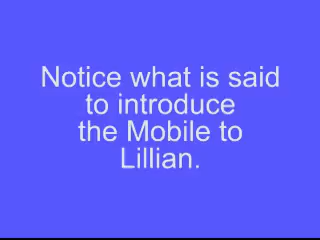 Notice what is said
to introduce
the Mobile to
Lillian.